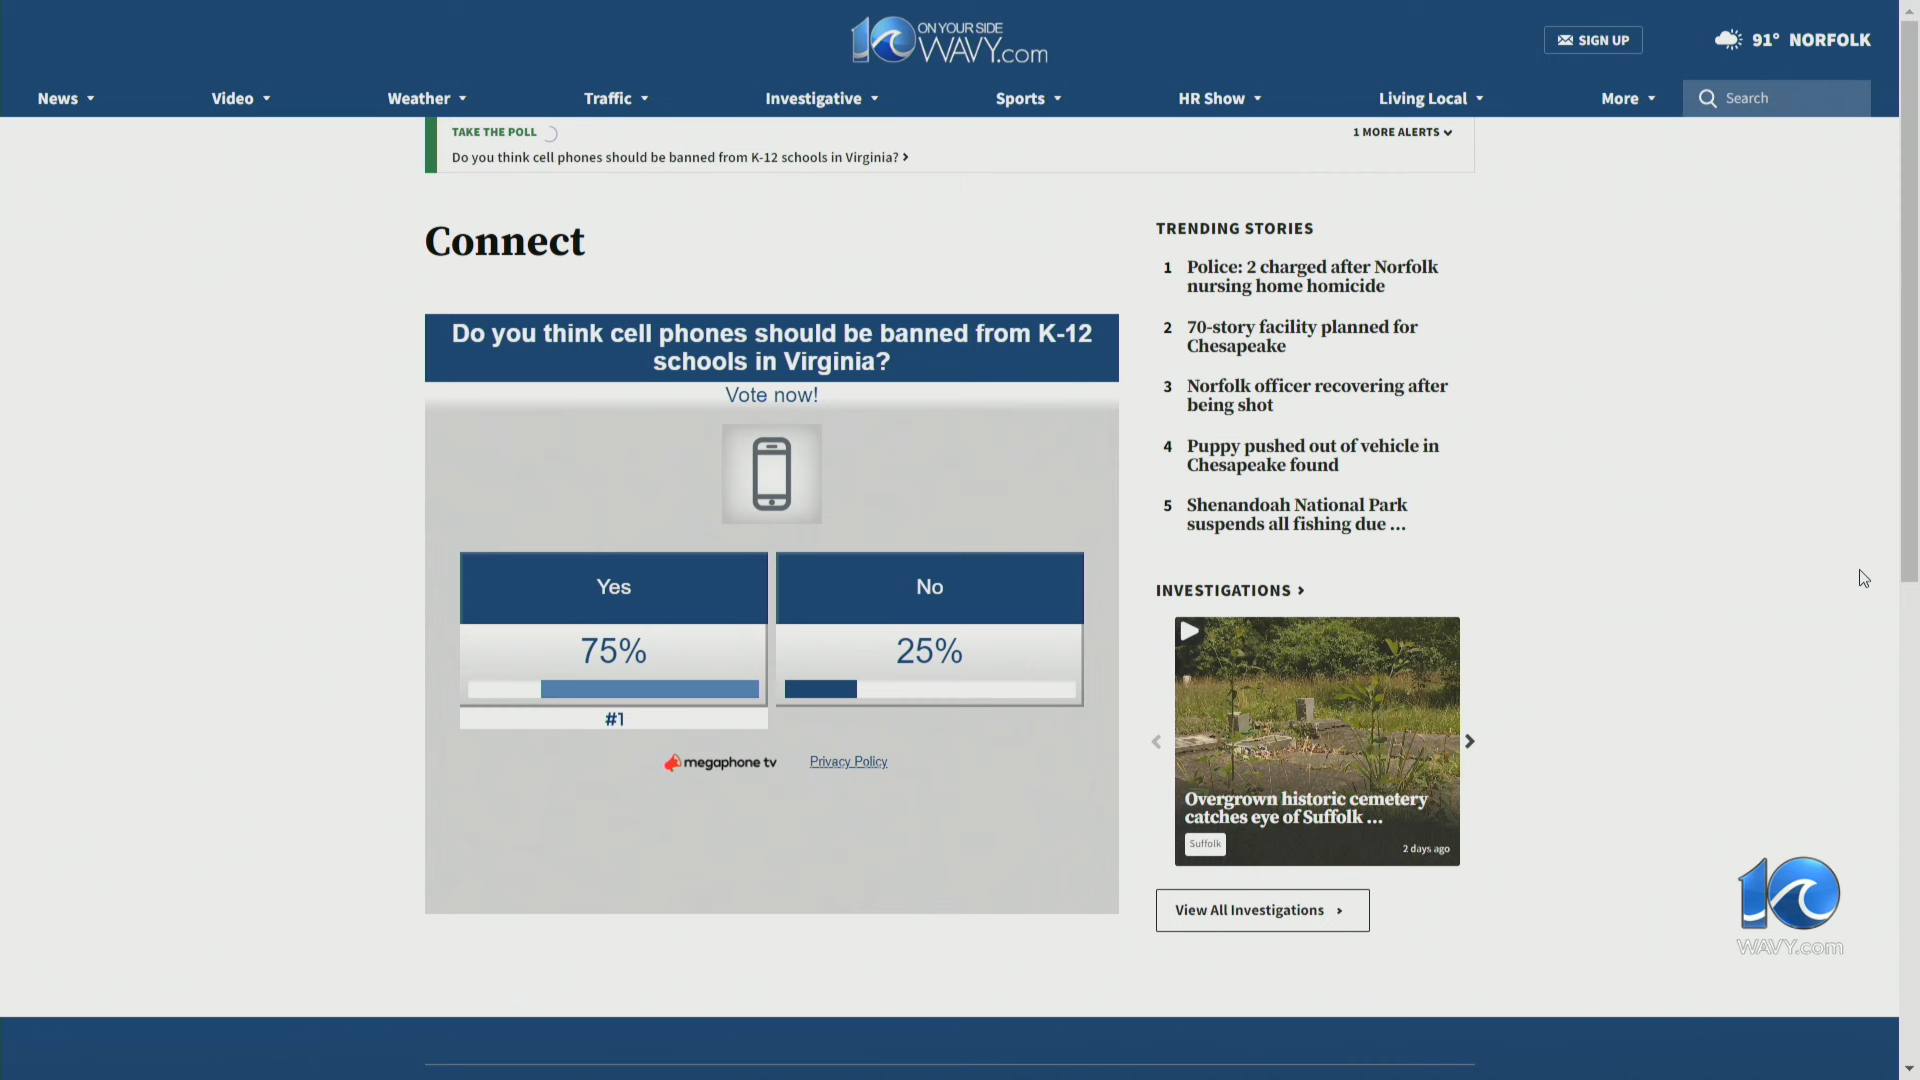 10 ON YOUR SIDE
WAVY.com
SIGN UP
91° NORFOLK
News
Video
Weather
Traffic
Investigative
Sports
HR Show
Living Local
More
Search
TAKE THE POLL
1 MORE ALERTS
Do you think cell phones should be banned from K-12 schools in Virginia?
Connect
Do you think cell phones should be banned from K-12
schools in Virginia?
Vote now!
Yes
No
75%
25%
#1
megaphone tv
Privacy Policy
TRENDING STORIES
1 Police: 2 charged after Norfolk
nursing home homicide
2 70-story facility planned for
Chesapeake
3 Norfolk officer recovering after
being shot
4 Puppy pushed out of vehicle in
Chesapeake found
5 Shenandoah National Park
suspends all fishing due ...
INVESTIGATIONS
Overgrown historic cemetery
catches eye of Suffolk ...
Suffolk
2 days ago
View All Investigations
10
WAVY.com